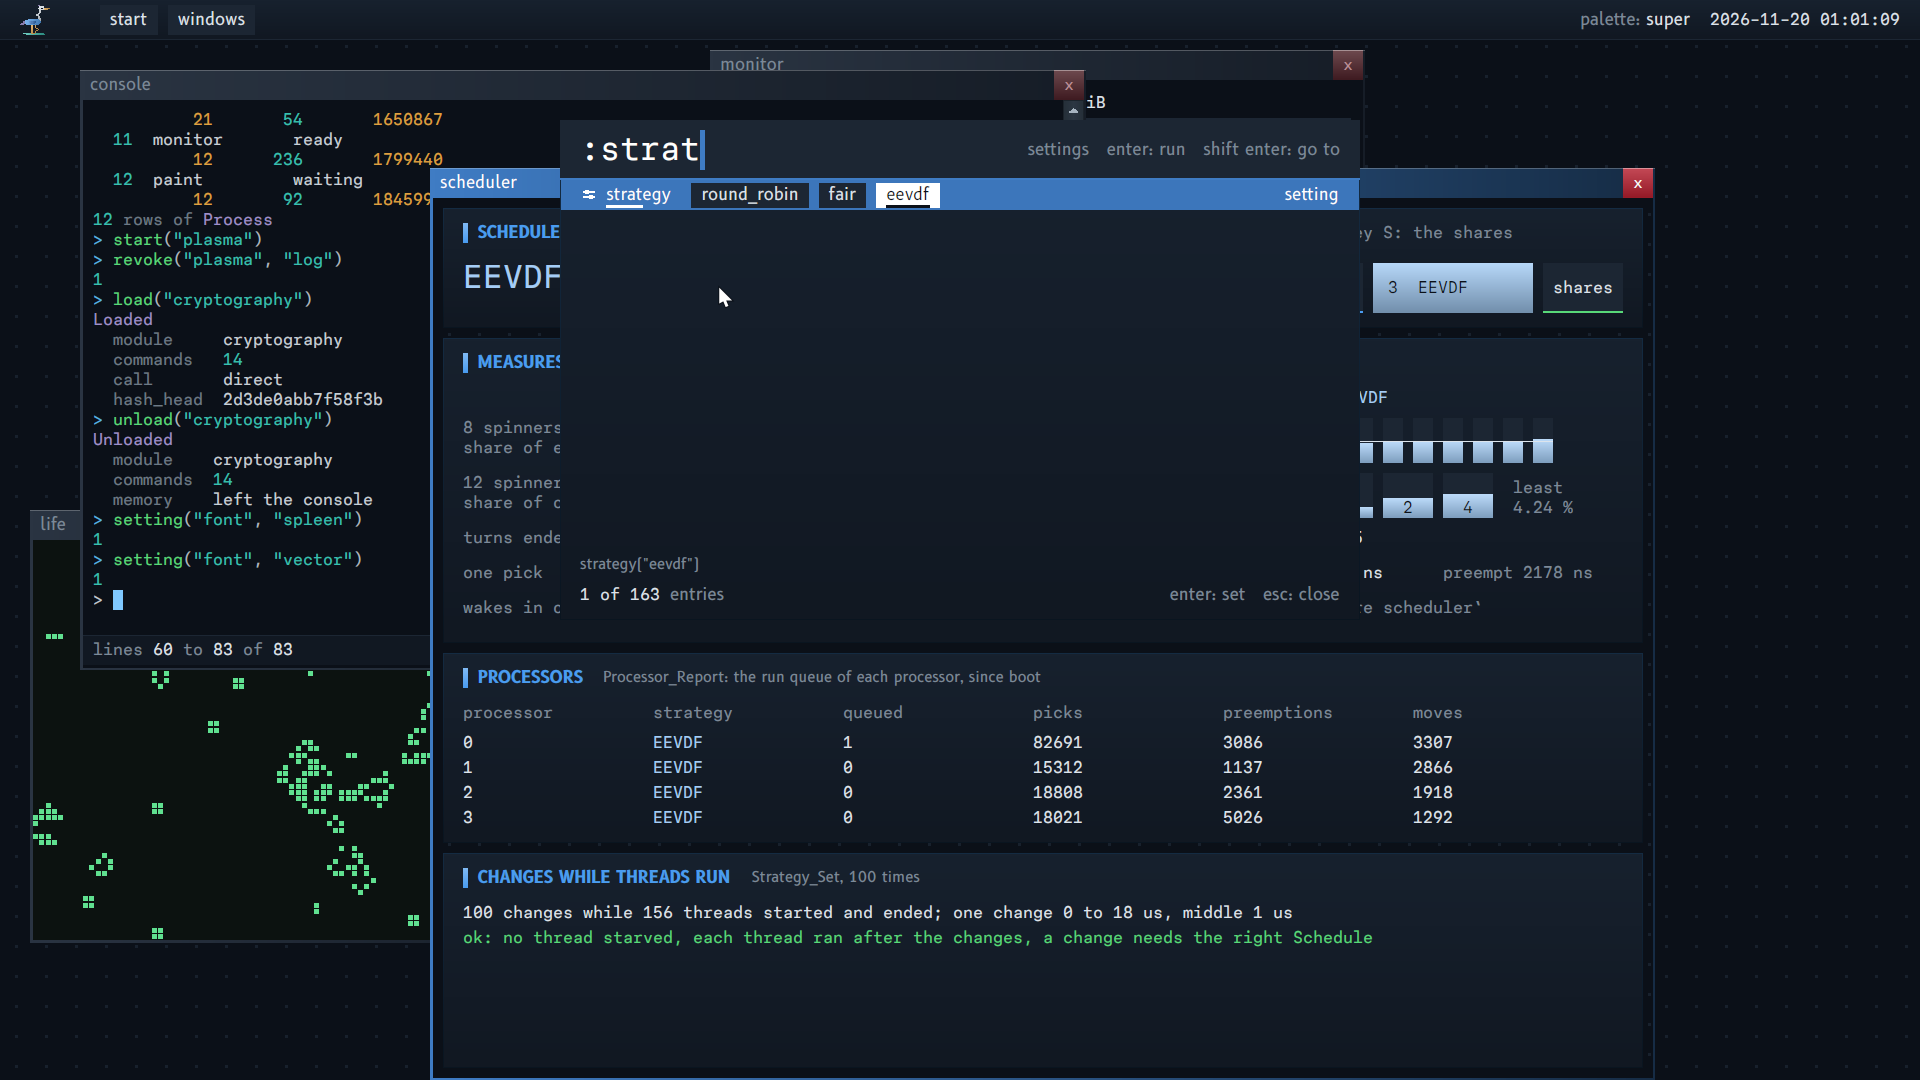 start windows palette: super 2026-11-20 01:01:09
monitor x
iB
console x
21 54 1650867
11 monitor ready
12 236 1799440
12 paint waiting
12 92 184599
12 rows of Process
> start("plasma")
> revoke("plasma", "log")
1
> load("cryptography")
Loaded
module cryptography
commands 14
call direct
hash_head 2d3de0abb7f58f3b
> unload("cryptography")
Unloaded
module cryptography
commands 14
memory left the console
> setting("font", "spleen")
1
> setting("font", "vector")
1
>
lines 60 to 83 of 83
life
:strat settings enter: run shift enter: go to
strategy round_robin fair eevdf setting
strategy["eevdf"]
1 of 163 entries enter: set esc: close
scheduler x
SCHEDULE
ey S: the shares
EEVDF
3 EEVDF shares
MEASURES
VDF
8 spinners
share of e
12 spinner
share of c
2 4 least
4.24 %
turns ende
one pick ns preempt 2178 ns
wakes in c e scheduler`
PROCESSORS Processor_Report: the run queue of each processor, since boot
processor strategy queued picks preemptions moves
0 EEVDF 1 82691 3086 3307
1 EEVDF 0 15312 1137 2866
2 EEVDF 0 18808 2361 1918
3 EEVDF 0 18021 5026 1292
CHANGES WHILE THREADS RUN Strategy_Set, 100 times
100 changes while 156 threads started and ended; one change 0 to 18 us, middle 1 us
ok: no thread starved, each thread ran after the changes, a change needs the right Schedule